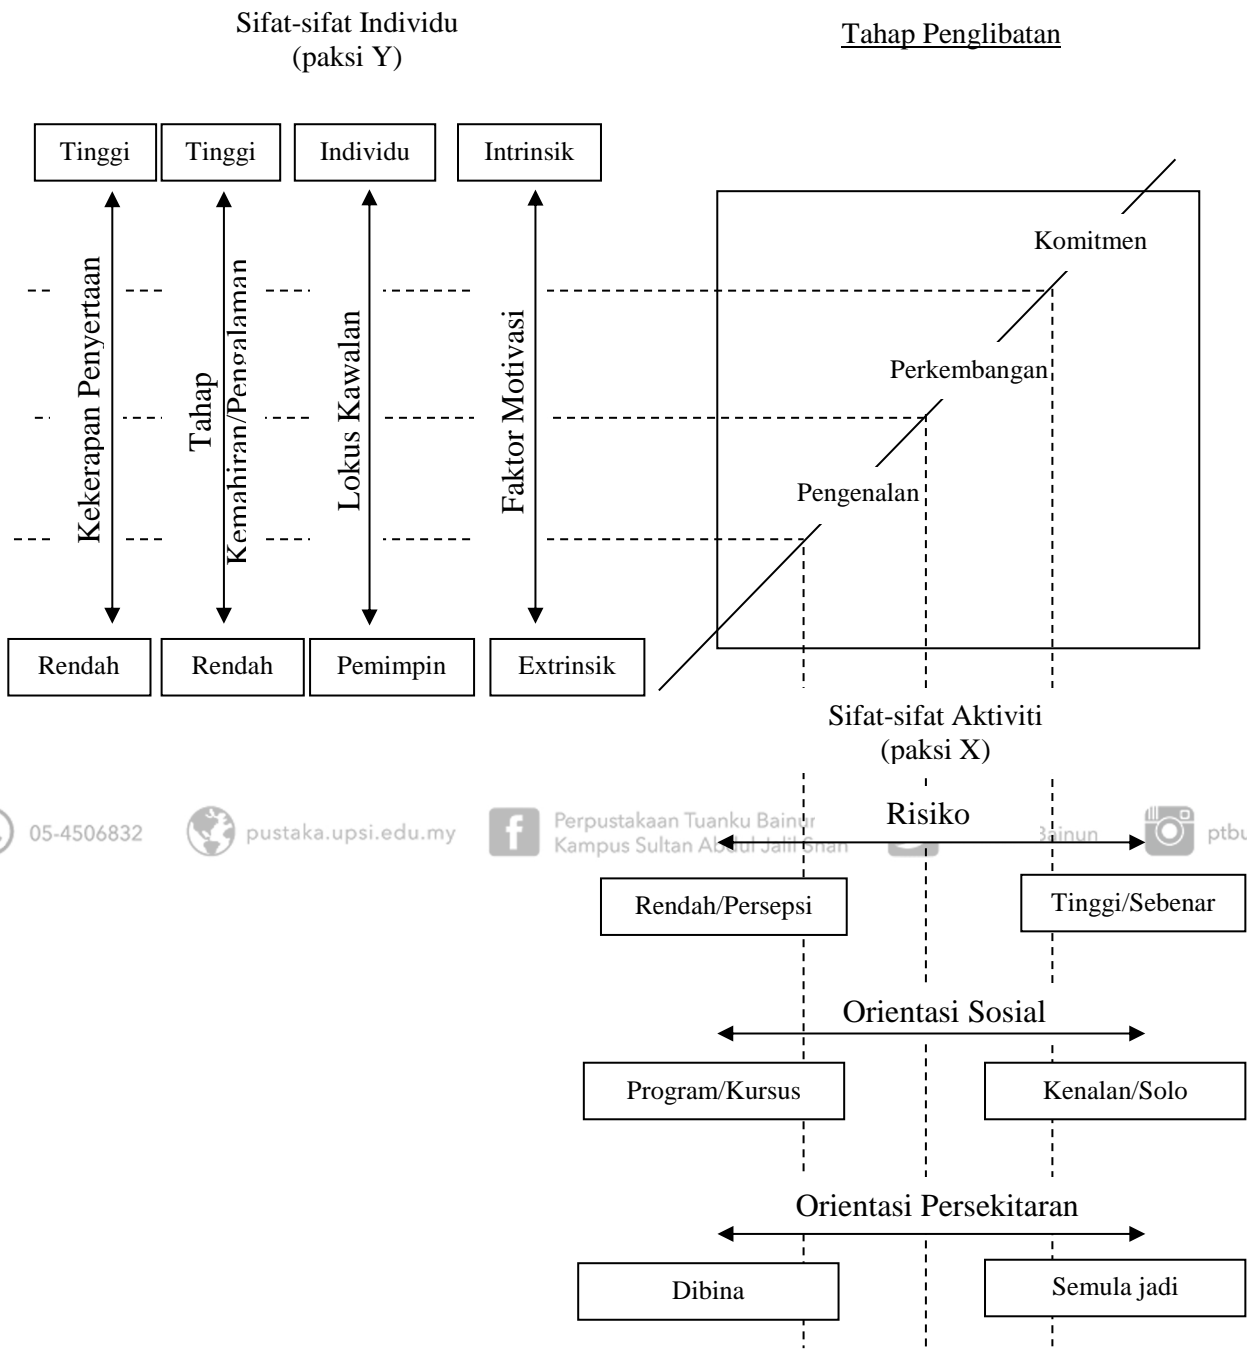 Sifat-sifat Individu
(paksi Y)
Tahap Penglibatan
Tinggi
Tinggi
Individu
Intrinsik
Kekerapan Penyertaan
Tahap
Kemahiran/Pengalaman
Lokus Kawalan
Faktor Motivasi
Komitmen
Perkembangan
Pengenalan
Rendah
Rendah
Pemimpin
Extrinsik
Sifat-sifat Aktiviti
(paksi X)
05-4506832
pustaka.upsi.edu.my
Perpustakaan Tuanku Bainun
Kampus Sultan Abdul Jalil Shah
Bainun
ptbu
Risiko
Rendah/Persepsi
Tinggi/Sebenar
Orientasi Sosial
Program/Kursus
Kenalan/Solo
Orientasi Persekitaran
Dibina
Semula jadi